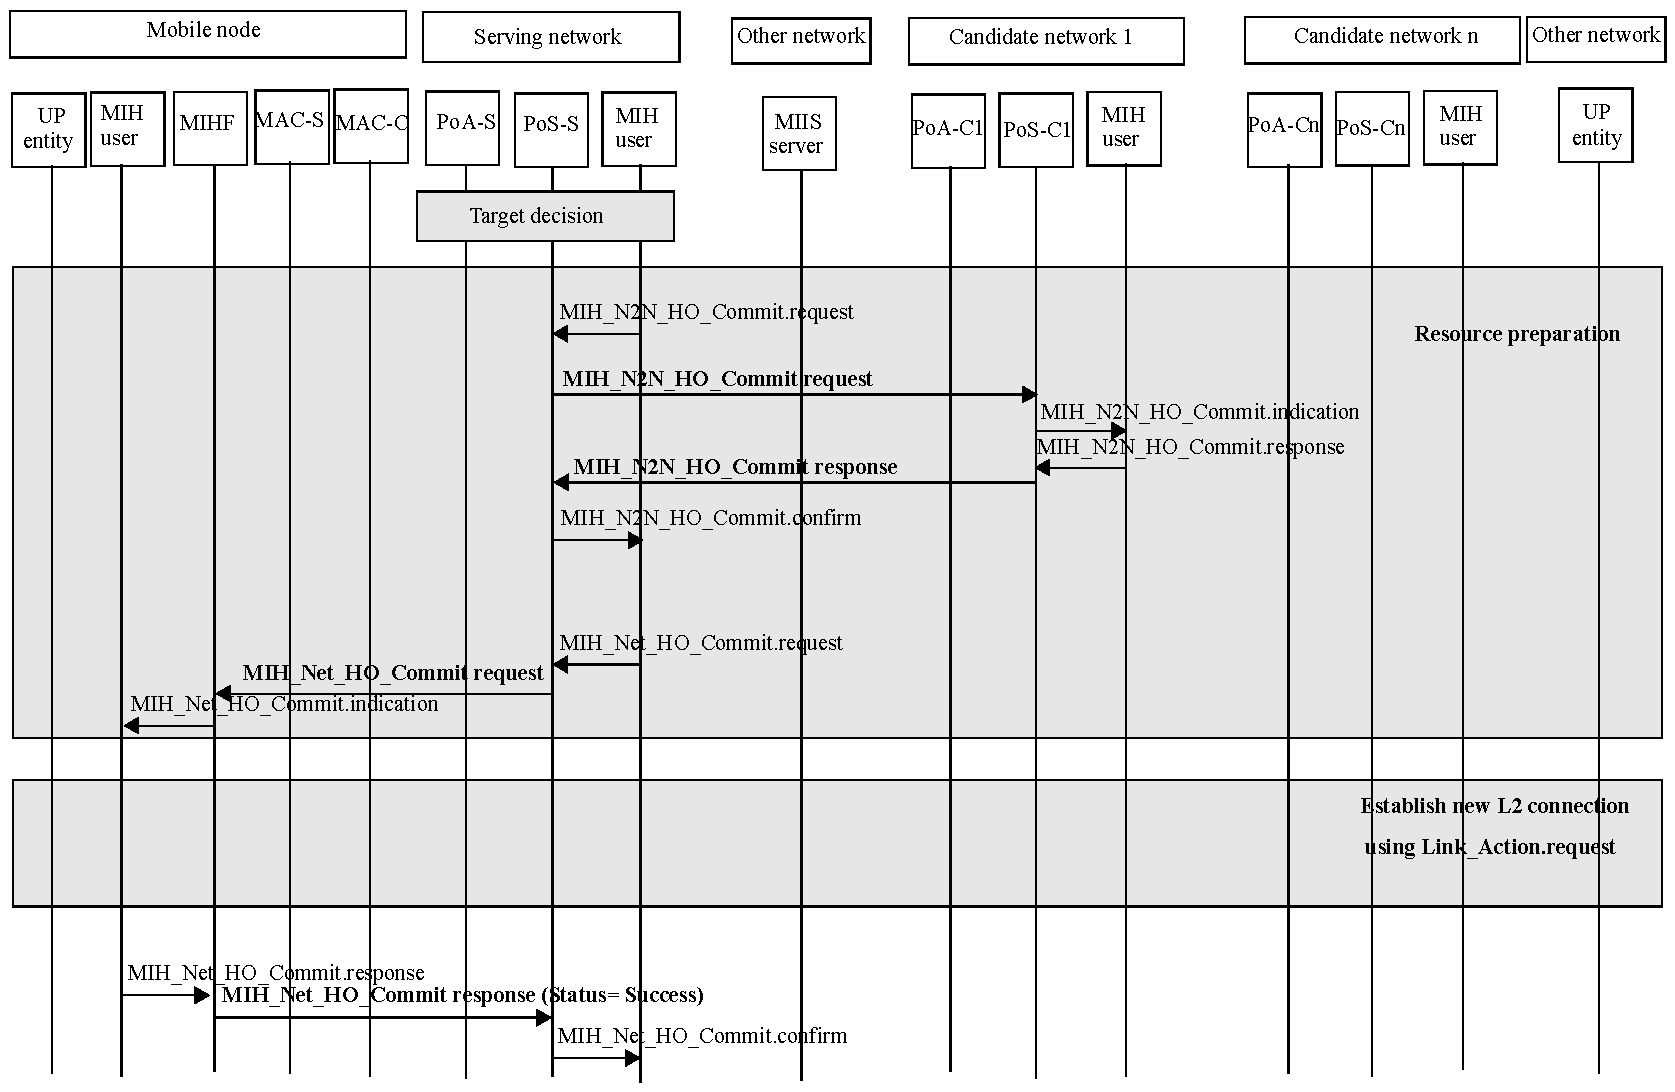 Mobile node
Serving network
Other network
Candidate network 1
Candidate network n
Other network
UP
entity
MIH
user
MIHF
MAC-S
MAC-C
PoA-S
PoS-S
MIH
user
MIIS
server
PoA-C1
PoS-C1
MIH
user
PoA-Cn
PoS-Cn
MIH
user
UP
entity
Target decision
MIH_N2N_HO_Commit.request
Resource preparation
MIH_N2N_HO_Commit request
MIH_N2N_HO_Commit.indication
MIH_N2N_HO_Commit.response
MIH_N2N_HO_Commit response
MIH_N2N_HO_Commit.confirm
MIH_Net_HO_Commit.request
MIH_Net_HO_Commit request
MIH_Net_HO_Commit.indication
Establish new L2 connection
using Link_Action.request
MIH_Net_HO_Commit.response
MIH_Net_HO_Commit response (Status= Success)
MIH_Net_HO_Commit.confirm